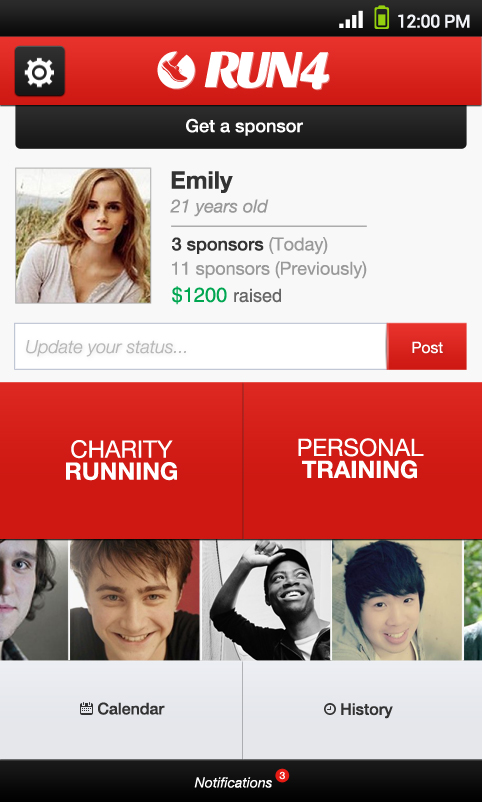 12:00 PM
RUN4
Get a sponsor
Emily
21 years old
3 sponsors (Today)
11 sponsors (Previously)
$1200 raised
Update your status...
Post
CHARITY
RUNNING
PERSONAL
TRAINING
Calendar
History
Notifications 3